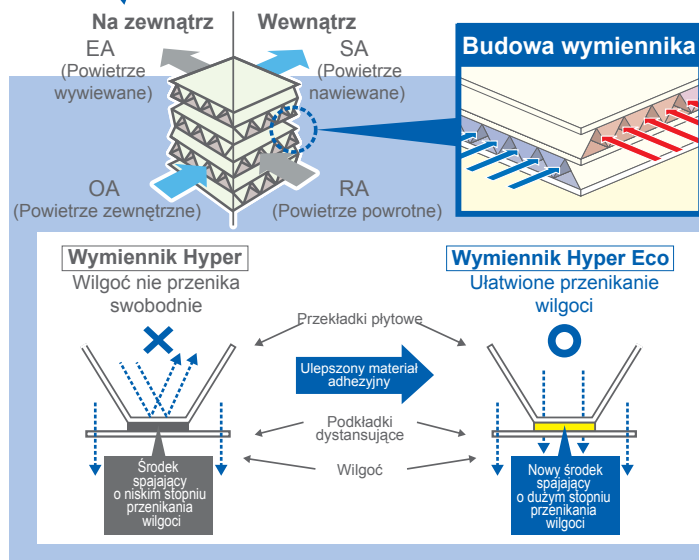 Na zewnątrz
Wewnątrz
EA
(Powietrze
wywiewane)
SA
(Powietrze
nawiewane)
OA
(Powietrze zewnętrzne)
RA
(Powietrze powrotne)
Budowa wymiennika
Wymiennik Hyper
Wilgoć nie przenika
swobodnie
Wymiennik Hyper Eco
Ułatwione przenikanie
wilgoci
Przekładki płytowe
Ulepszony materiał
adhezyjny
Podkładki
dystansujące
Wilgoć
Środek
spajający
o niskim stopniu
przenikania
wilgoci
Nowy środek
spajający
o dużym stopniu
przenikania
wilgoci